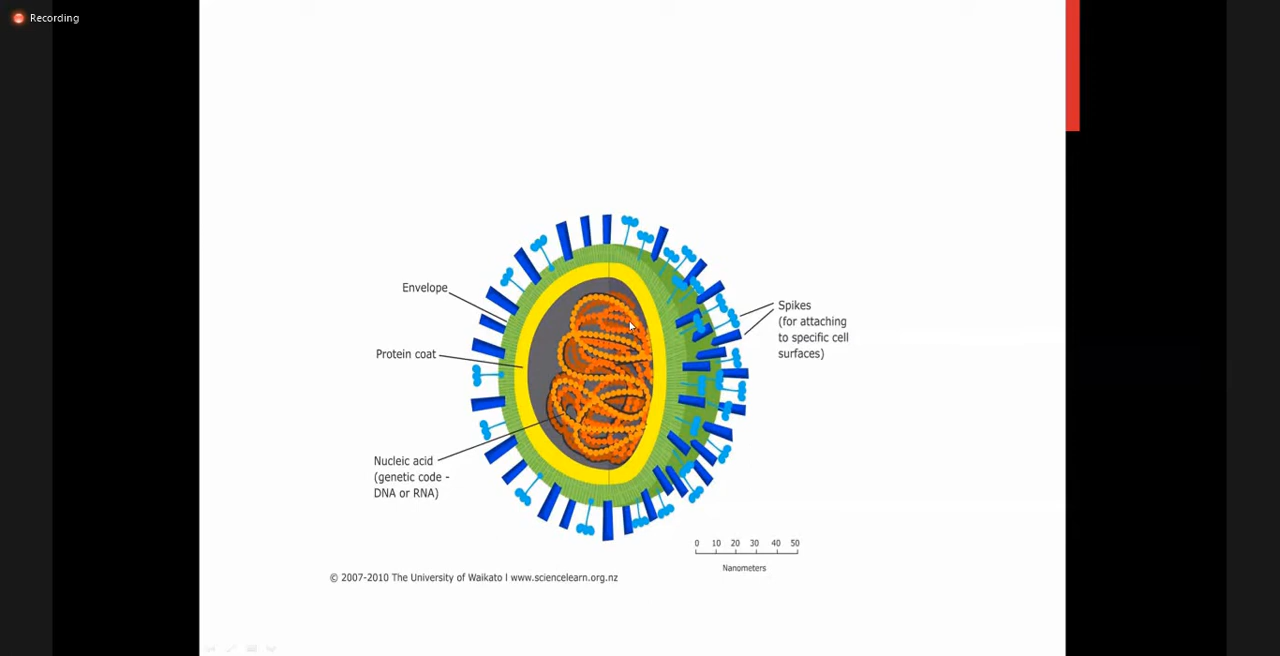 Recording
Envelope
Protein coat
Nucleic acid
(genetic code -
DNA or RNA)
Spikes
(for attaching
to specific cell
surfaces)
0 10 20 30 40 50
Nanometers
© 2007-2010 The University of Waikato I www.sciencelearn.org.nz